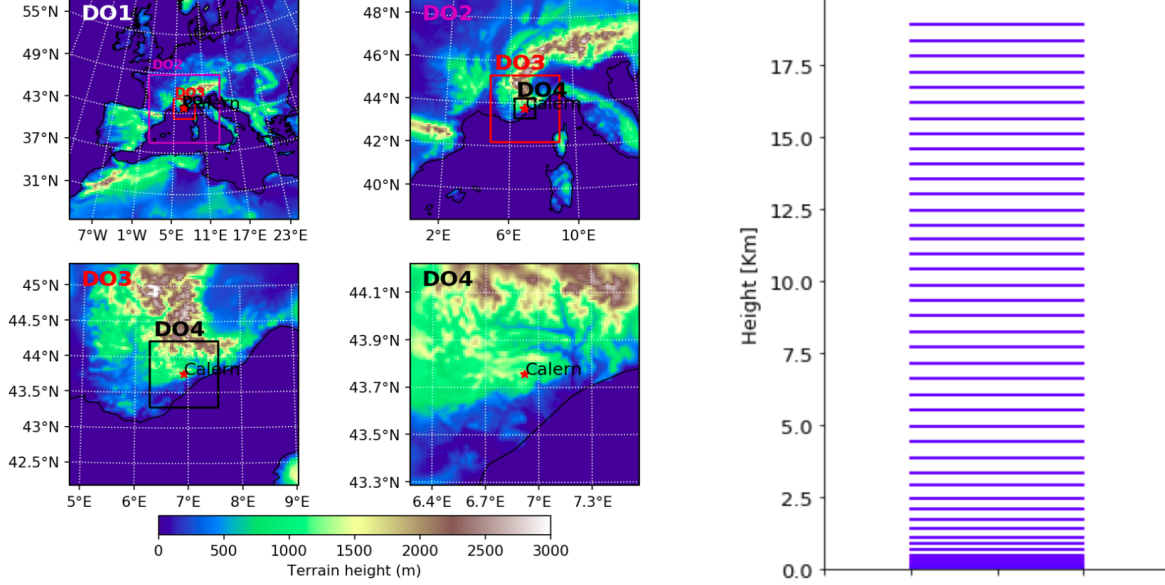 DO1
55°N
49°N
43°N
37°N
31°N
DO2
DO3
DO4
Calern
7°W 1°W 5°E 11°E 17°E 23°E
DO2
48°N
46°N
44°N
42°N
40°N
DO3
DO4
Calern
2°E 6°E 10°E
DO3
45°N
44.5°N
44°N
43.5°N
43°N
42.5°N
DO4
Calern
5°E 6°E 7°E 8°E 9°E
DO4
44.1°N
43.9°N
43.7°N
43.5°N
43.3°N
Calern
6.4°E 6.7°E 7°E 7.3°E
0 500 1000 1500 2000 2500 3000
Terrain height (m)
Height [Km]
17.5
15.0
12.5
10.0
7.5
5.0
2.5
0.0